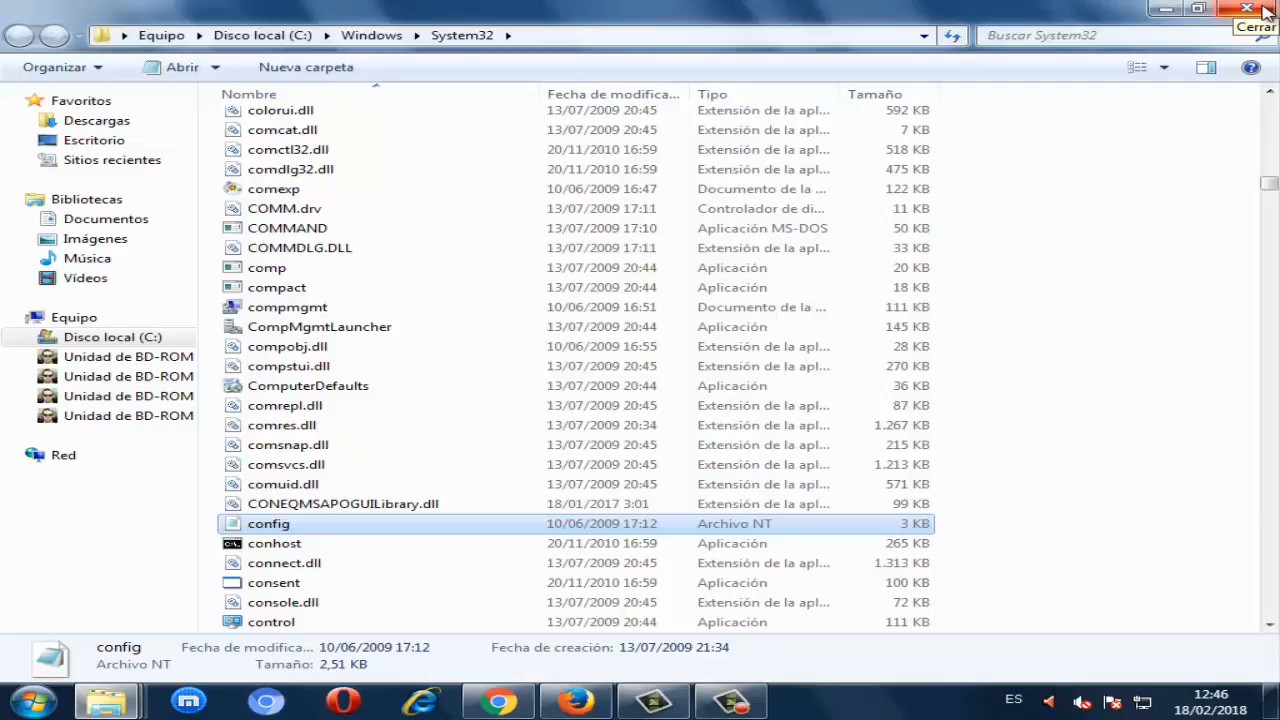 Cerrar
Equipo Disco local (C:) Windows System32 Buscar System32
Organizar Abrir Nueva carpeta
Favoritos
Descargas
Escritorio
Sitios recientes
Bibliotecas
Documentos
Imágenes
Música
Vídeos
Equipo
Disco local (C:)
Unidad de BD-ROM
Unidad de BD-ROM
Unidad de BD-ROM
Unidad de BD-ROM
Red
Nombre Fecha de modifica... Tipo Tamaño
colorui.dll 13/07/2009 20:45 Extensión de la apl... 592 KB
comcat.dll 13/07/2009 20:45 Extensión de la apl... 7 KB
comctl32.dll 20/11/2010 16:59 Extensión de la apl... 518 KB
comdlg32.dll 20/11/2010 16:59 Extensión de la apl... 475 KB
comexp 10/06/2009 16:47 Documento de la ... 122 KB
COMM.drv 13/07/2009 17:11 Controlador de di... 11 KB
COMMAND 13/07/2009 17:10 Aplicación MS-DOS 50 KB
COMMDLG.DLL 13/07/2009 17:11 Extensión de la apl... 33 KB
comp 13/07/2009 20:44 Aplicación 20 KB
compact 13/07/2009 20:44 Aplicación 18 KB
compmgmt 10/06/2009 16:51 Documento de la ... 111 KB
CompMgmtLauncher 13/07/2009 20:44 Aplicación 145 KB
compobj.dll 10/06/2009 16:55 Extensión de la apl... 28 KB
compstui.dll 13/07/2009 20:45 Extensión de la apl... 270 KB
ComputerDefaults 13/07/2009 20:44 Aplicación 36 KB
comrepl.dll 13/07/2009 20:45 Extensión de la apl... 87 KB
comres.dll 13/07/2009 20:34 Extensión de la apl... 1.267 KB
comsnap.dll 13/07/2009 20:45 Extensión de la apl... 215 KB
comsvcs.dll 13/07/2009 20:45 Extensión de la apl... 1.213 KB
comuid.dll 13/07/2009 20:45 Extensión de la apl... 571 KB
CONEQMSAPOGUILibrary.dll 18/01/2017 3:01 Extensión de la apl... 99 KB
config 10/06/2009 17:12 Archivo NT 3 KB
conhost 20/11/2010 16:59 Aplicación 265 KB
connect.dll 13/07/2009 20:45 Extensión de la apl... 1.313 KB
consent 20/11/2010 16:59 Aplicación 100 KB
console.dll 13/07/2009 20:45 Extensión de la apl... 72 KB
control 13/07/2009 20:44 Aplicación 111 KB
config Fecha de modifica... 10/06/2009 17:12 Fecha de creación: 13/07/2009 21:34
Archivo NT Tamaño: 2,51 KB
ES 12:46
18/02/2018